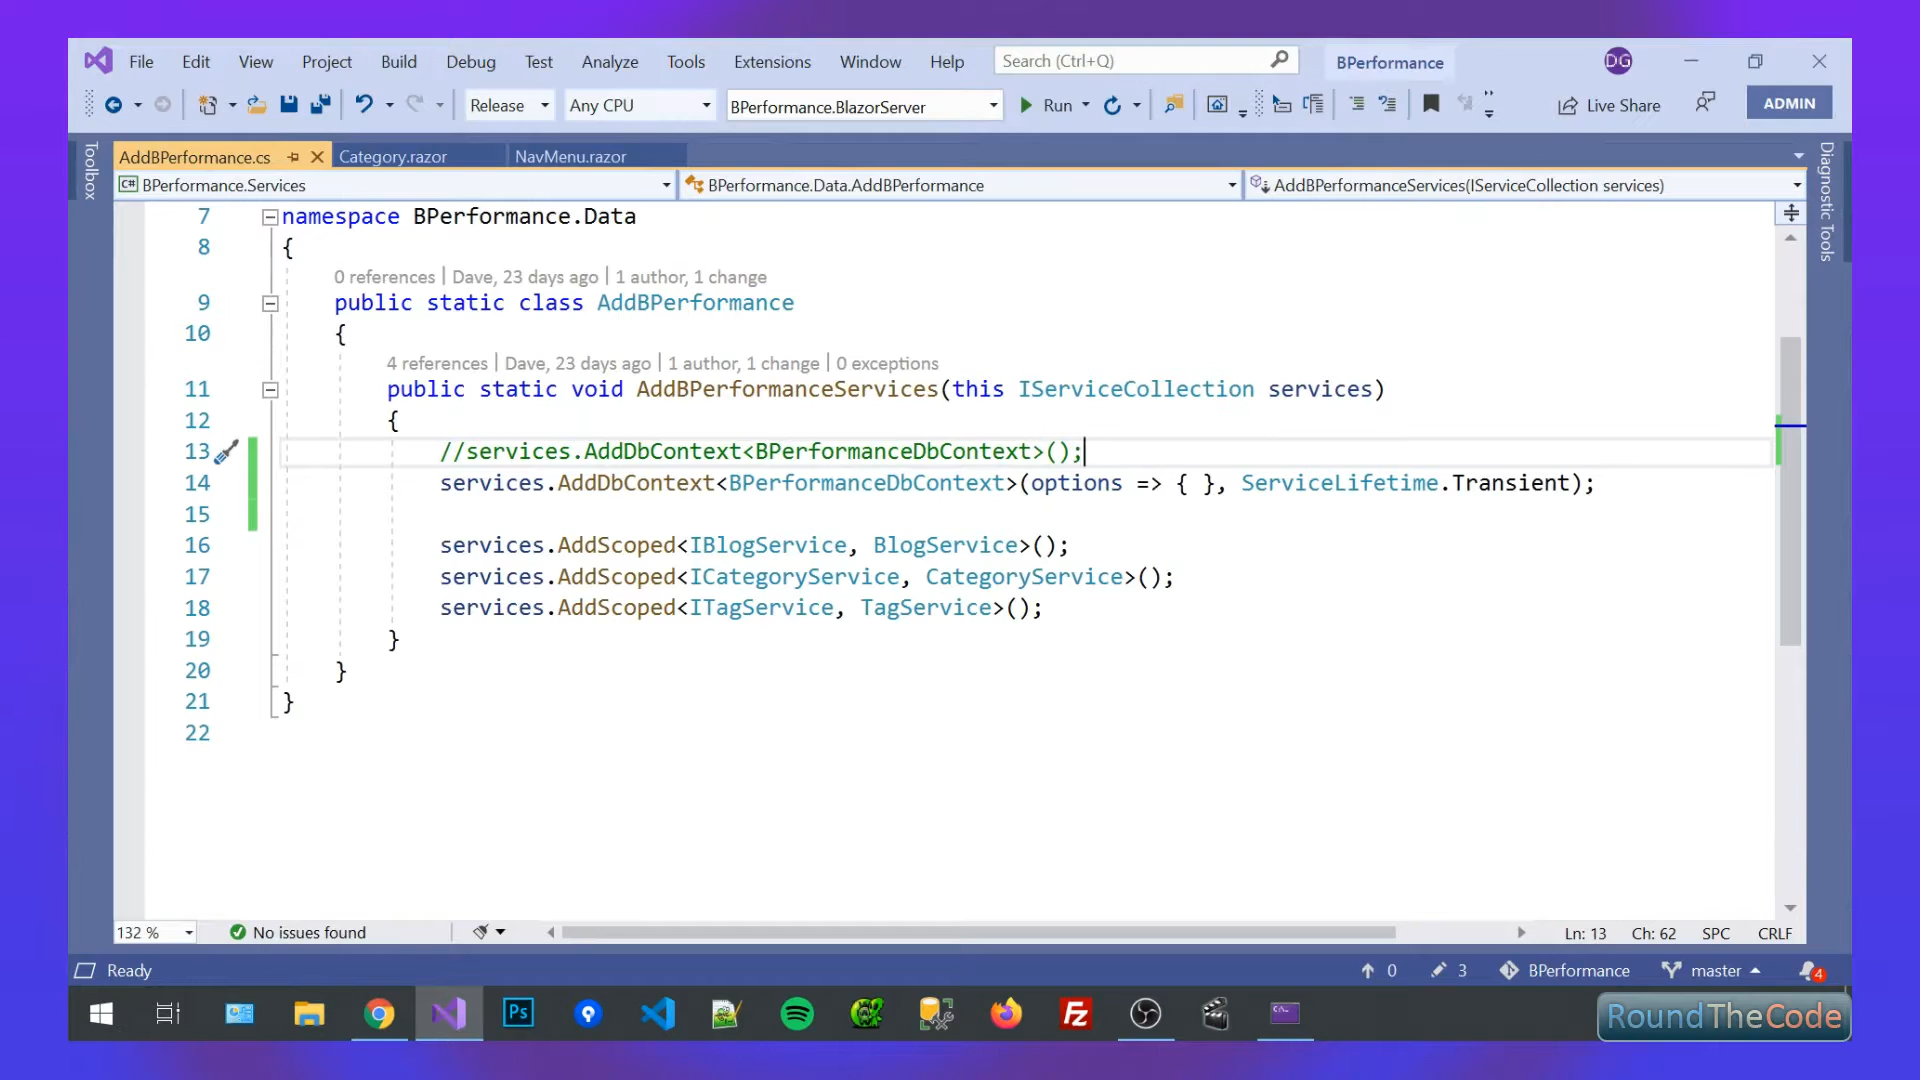 File Edit View Project Build Debug Test Analyze Tools Extensions Window Help Search (Ctrl+Q) BPerformance DG
Release Any CPU BPerformance.BlazorServer Run Live Share ADMIN
Toolbox
AddBPerformance.cs Category.razor NavMenu.razor
Diagnostic Tools
C# BPerformance.Services BPerformance.Data.AddBPerformance AddBPerformanceServices(IServiceCollection services)
7 namespace BPerformance.Data
8 {
0 references | Dave, 23 days ago | 1 author, 1 change
9 public static class AddBPerformance
10 {
4 references | Dave, 23 days ago | 1 author, 1 change | 0 exceptions
11 public static void AddBPerformanceServices(this IServiceCollection services)
12 {
13 //services.AddDbContext<BPerformanceDbContext>();
14 services.AddDbContext<BPerformanceDbContext>(options => { }, ServiceLifetime.Transient);
15
16 services.AddScoped<IBlogService, BlogService>();
17 services.AddScoped<ICategoryService, CategoryService>();
18 services.AddScoped<ITagService, TagService>();
19 }
20 }
21 }
22
132 % No issues found Ln: 13 Ch: 62 SPC CRLF
Ready 0 3 BPerformance master 4
Ps Fz RoundTheCode